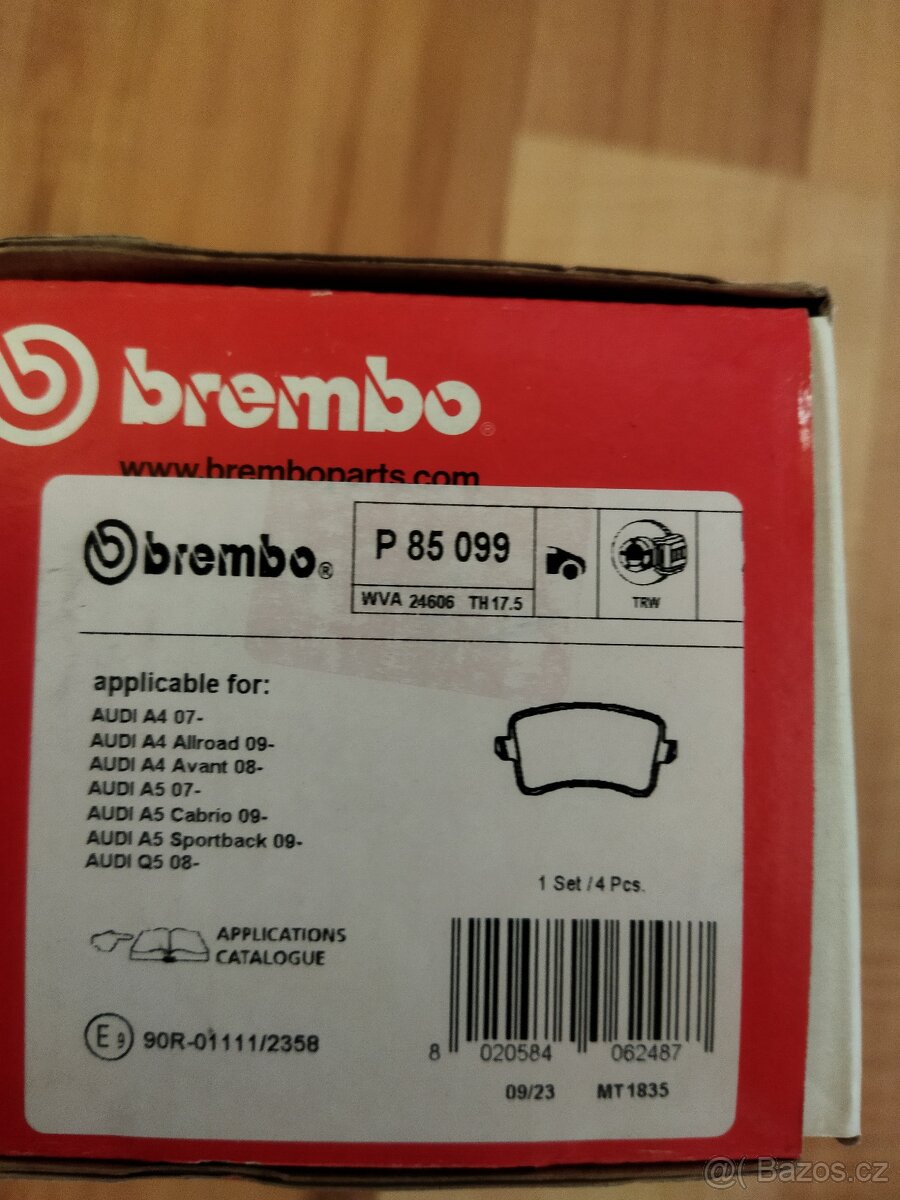 brembo®
www.bremboparts.com
brembo®
P 85 099
WVA 24606 TH 17.5
TRW
applicable for:
AUDI A4 07-
AUDI A4 Allroad 09-
AUDI A4 Avant 08-
AUDI A5 07-
AUDI A5 Cabrio 09-
AUDI A5 Sportback 09-
AUDI Q5 08-
1 Set / 4 Pcs.
APPLICATIONS
CATALOGUE
E9 90R-01111/2358
8 020584 062487
09/23 MT1835
@( Bazos.cz